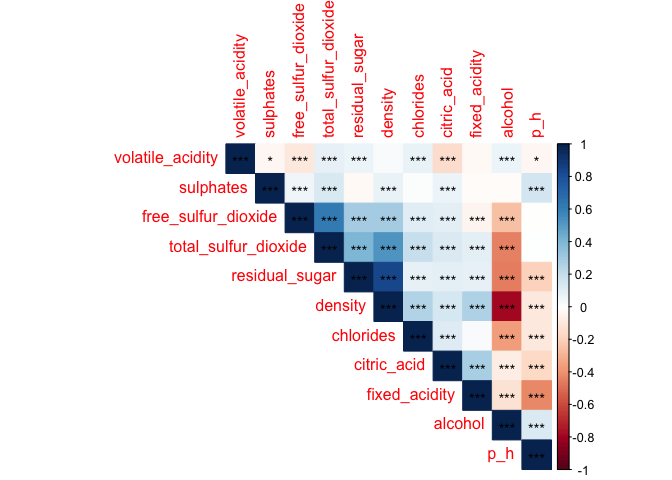 volatile_acidity
sulphates
free_sulfur_dioxide
total_sulfur_dioxide
residual_sugar
density
chlorides
citric_acid
fixed_acidity
alcohol
p_h
volatile_acidity *** * *** *** *** *** *** *** *
sulphates *** *** *** *** *** ***
free_sulfur_dioxide *** *** *** *** *** *** *** ***
total_sulfur_dioxide *** *** *** *** *** *** ***
residual_sugar *** *** *** *** *** *** ***
density *** *** *** *** *** ***
chlorides *** *** *** ***
citric_acid *** *** *** ***
fixed_acidity *** *** ***
alcohol *** ***
p_h ***
1
0.8
0.6
0.4
0.2
0
-0.2
-0.4
-0.6
-0.8
-1